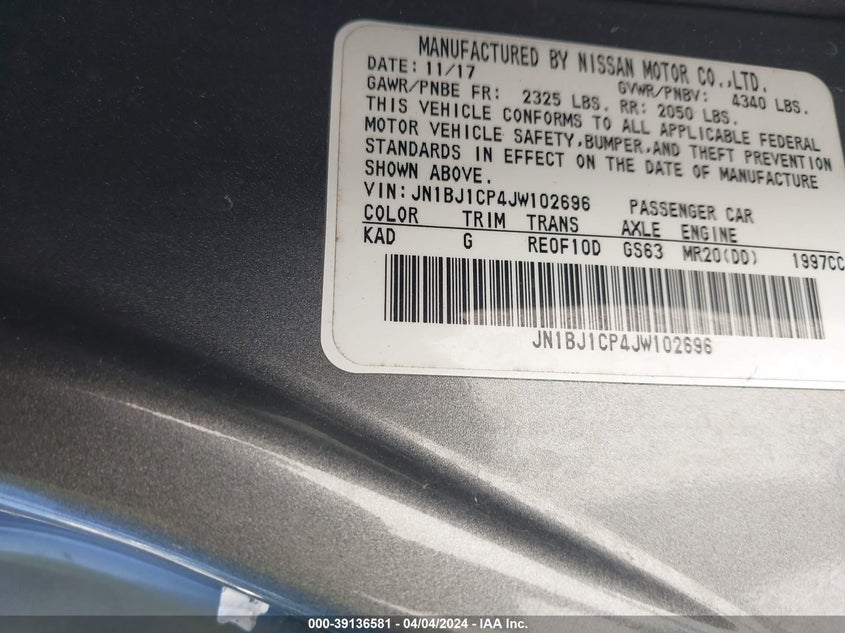 MANUFACTURED BY NISSAN MOTOR CO.,LTD.
DATE: 11/17 GVWR/PNBV: 4340 LBS.
GAWR/PNBE FR: 2325 LBS. RR: 2050 LBS.
THIS VEHICLE CONFORMS TO ALL APPLICABLE FEDERAL
MOTOR VEHICLE SAFETY,BUMPER,AND THEFT PREVENTION
STANDARDS IN EFFECT ON THE DATE OF MANUFACTURE
SHOWN ABOVE.
VIN: JN1BJ1CP4JW102696 PASSENGER CAR
COLOR TRIM TRANS AXLE ENGINE
KAD G RE0F10D GS63 MR20(DD) 1997CC
JN1BJ1CP4JW102696
000-39136581 - 04/04/2024 - IAA Inc.